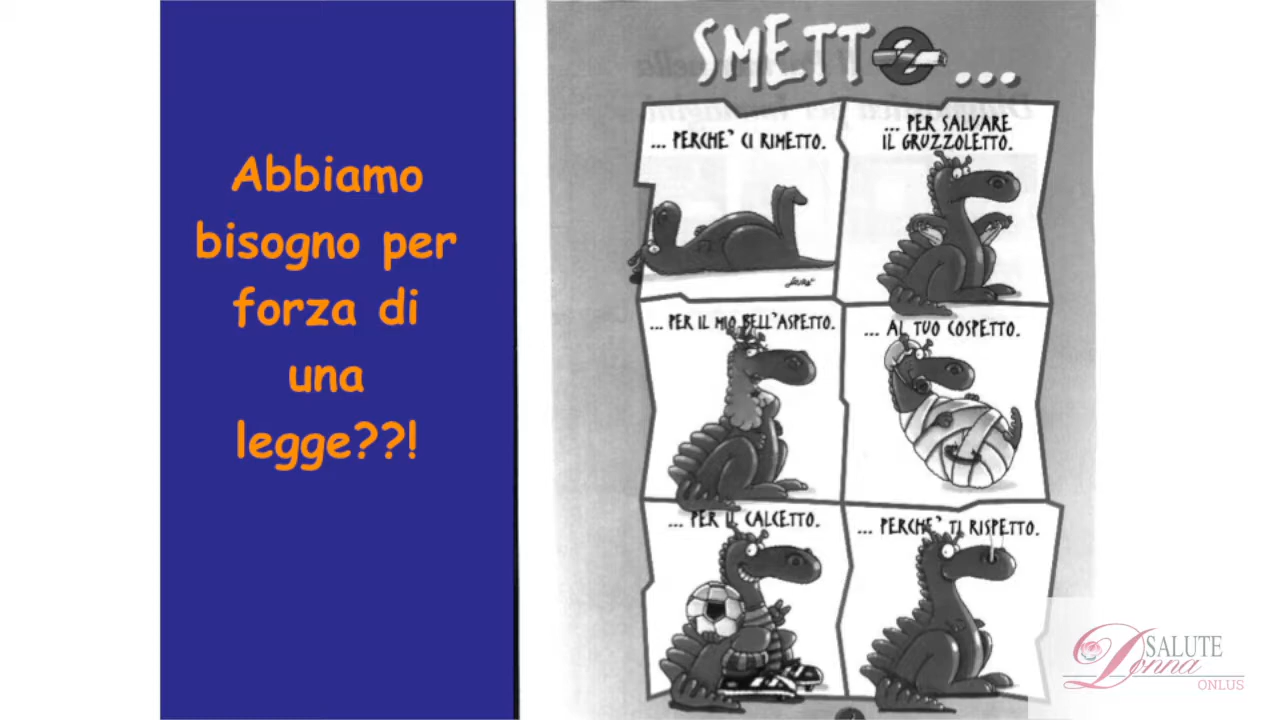 Abbiamo
bisogno per
forza di
una
legge??!
SMETTO...
... PERCHE' CI RIMETTO.
... PER SALVARE
IL GRUZZOLETTO.
... PER IL MIO BELL'ASPETTO.
... AL TUO COSPETTO.
... PER IL CALCETTO.
... PERCHE' TI RISPETTO.
SALUTE
Donna
ONLUS